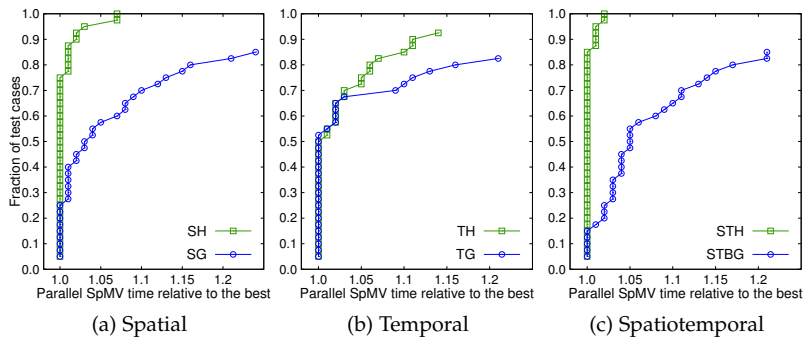 Fraction of test cases
1.0
0.9
0.8
0.7
0.6
0.5
0.4
0.3
0.2
0.1
0.0
SH
SG
1.0 1.05 1.1 1.15 1.2
Parallel SpMV time relative to the best
(a) Spatial
1.0
0.9
0.8
0.7
0.6
0.5
0.4
0.3
0.2
0.1
0.0
TH
TG
1.0 1.05 1.1 1.15 1.2
Parallel SpMV time relative to the best
(b) Temporal
1.0
0.9
0.8
0.7
0.6
0.5
0.4
0.3
0.2
0.1
0.0
STH
STBG
1.0 1.05 1.1 1.15 1.2
Parallel SpMV time relative to the best
(c) Spatiotemporal